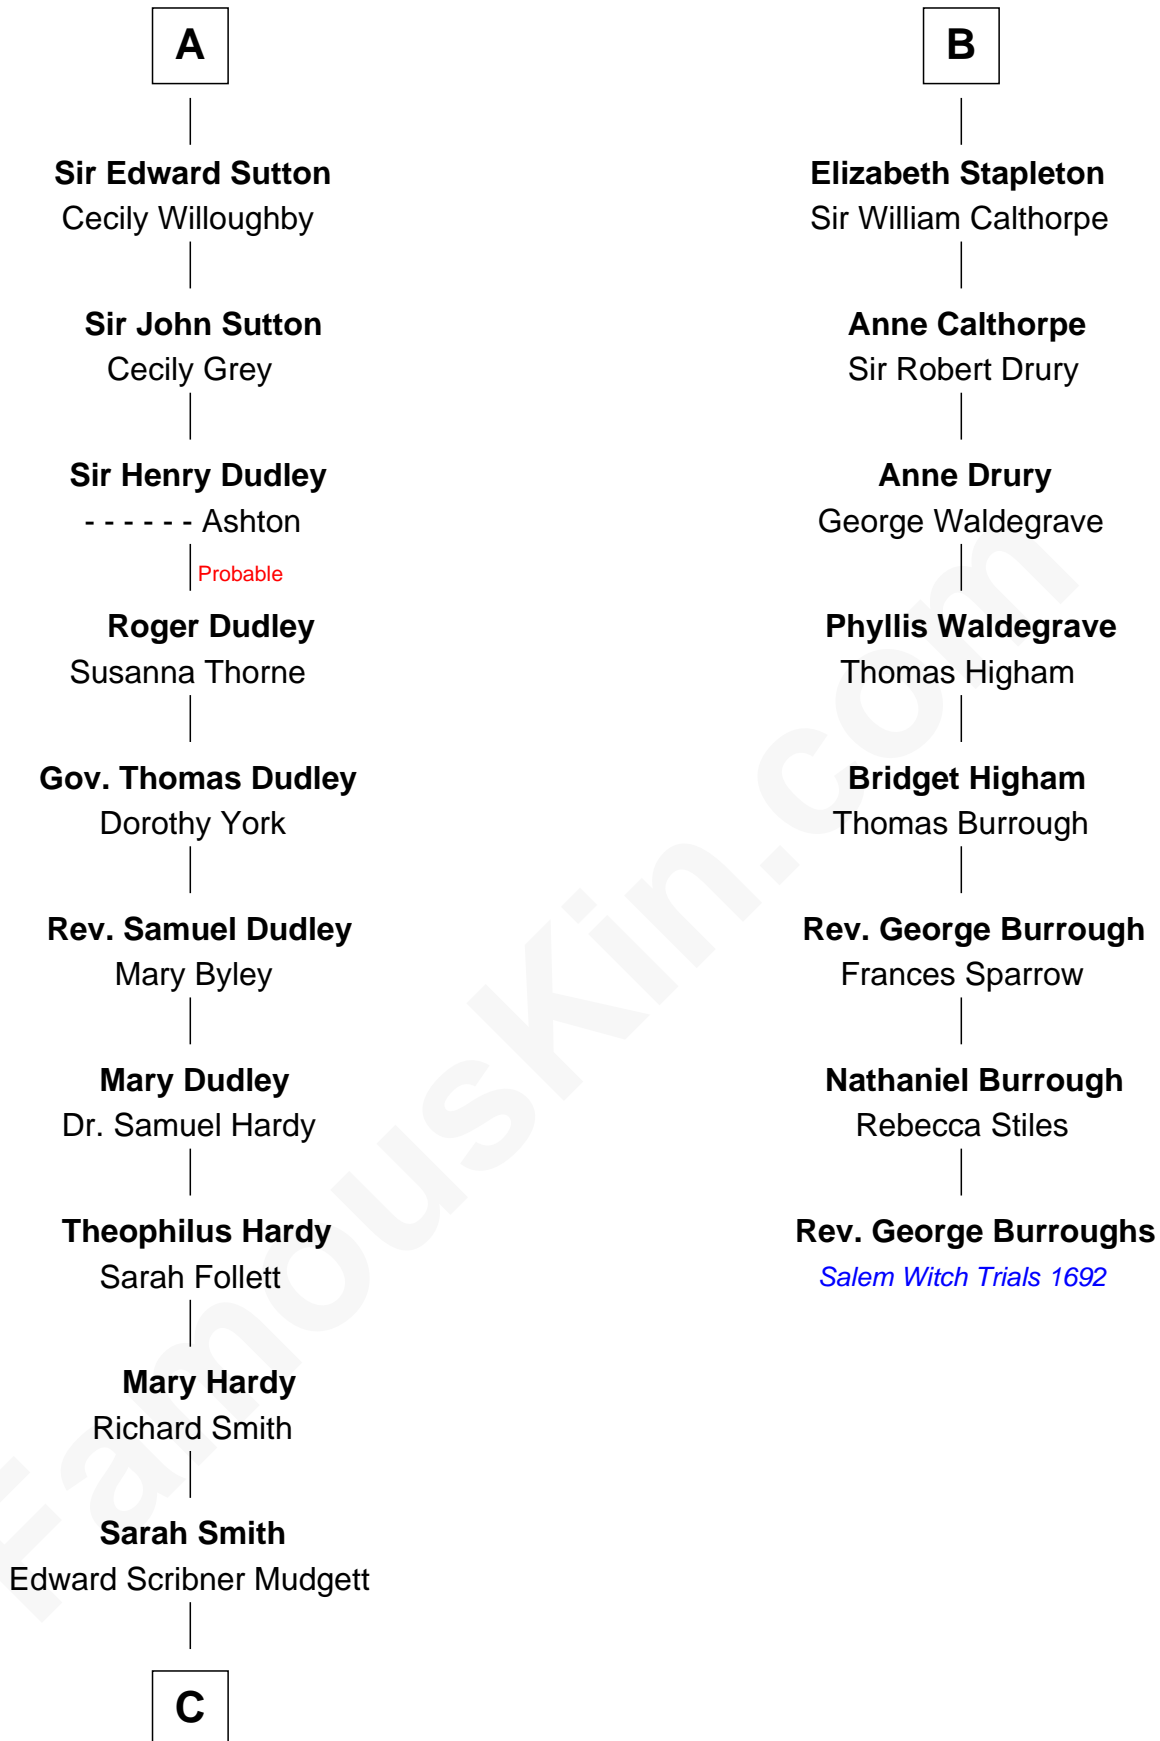 A
Sir Edward Sutton
Cecily Willoughby
Sir John Sutton
Cecily Grey
Sir Henry Dudley
- - - - - - Ashton
Probable
Roger Dudley
Susanna Thorne
Gov. Thomas Dudley
Dorothy York
Rev. Samuel Dudley
Mary Byley
Mary Dudley
Dr. Samuel Hardy
Theophilus Hardy
Sarah Follett
Mary Hardy
Richard Smith
Sarah Smith
Edward Scribner Mudgett
C
B
Elizabeth Stapleton
Sir William Calthorpe
Anne Calthorpe
Sir Robert Drury
Anne Drury
George Waldegrave
Phyllis Waldegrave
Thomas Higham
Bridget Higham
Thomas Burrough
Rev. George Burrough
Frances Sparrow
Nathaniel Burrough
Rebecca Stiles
Rev. George Burroughs
Salem Witch Trials 1692
FamousKin.com